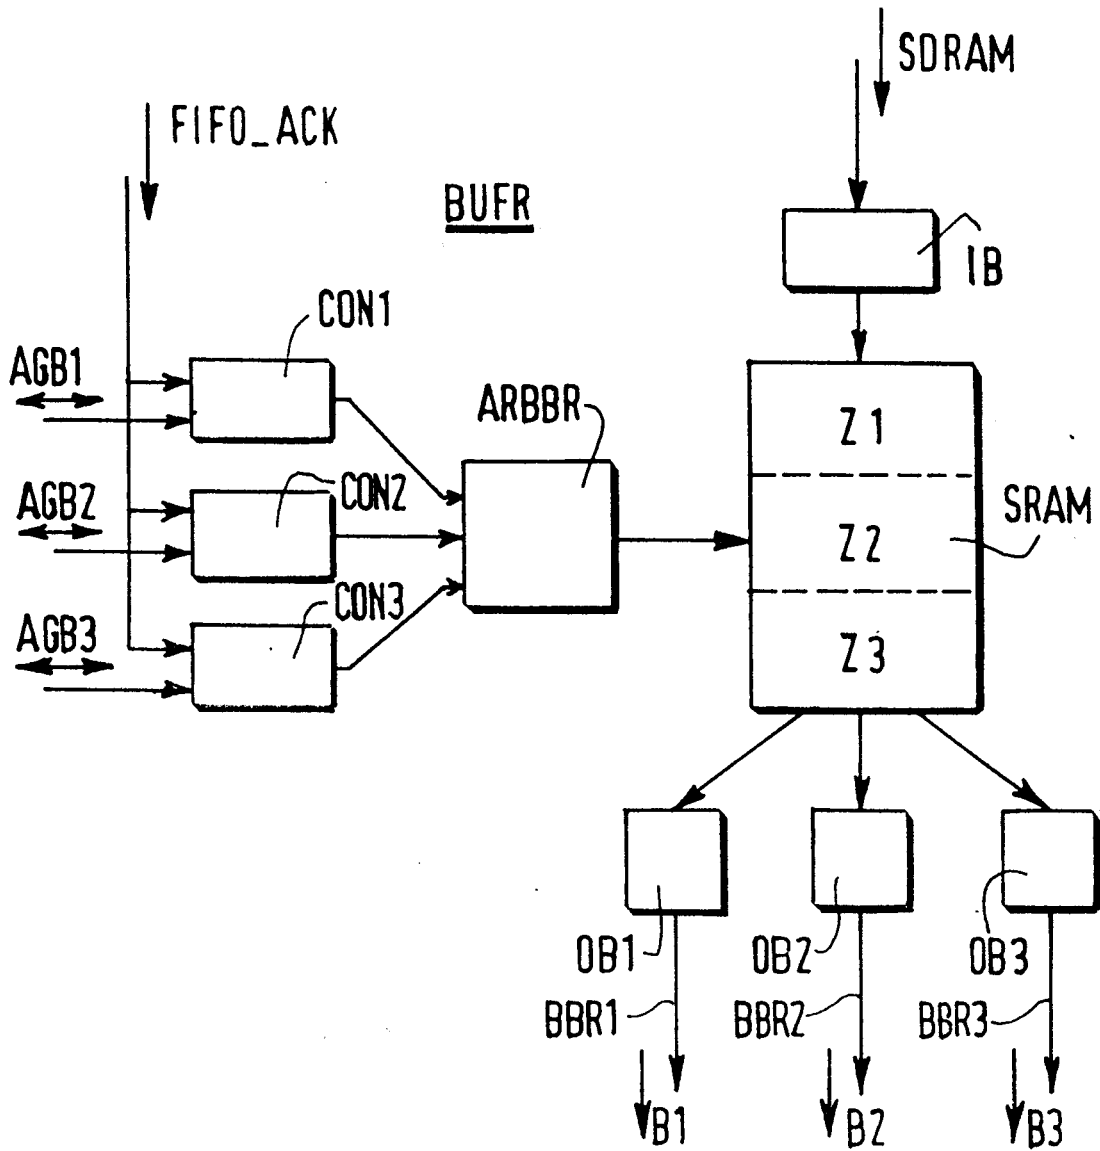 SDRAM
FIFO_ACK
BUFR
IB
CON1
AGB1
ARBBR
Z1
CON2
AGB2
SRAM
Z2
CON3
AGB3
Z3
OB1
OB2
OB3
BBR1
BBR2
BBR3
B1
B2
B3